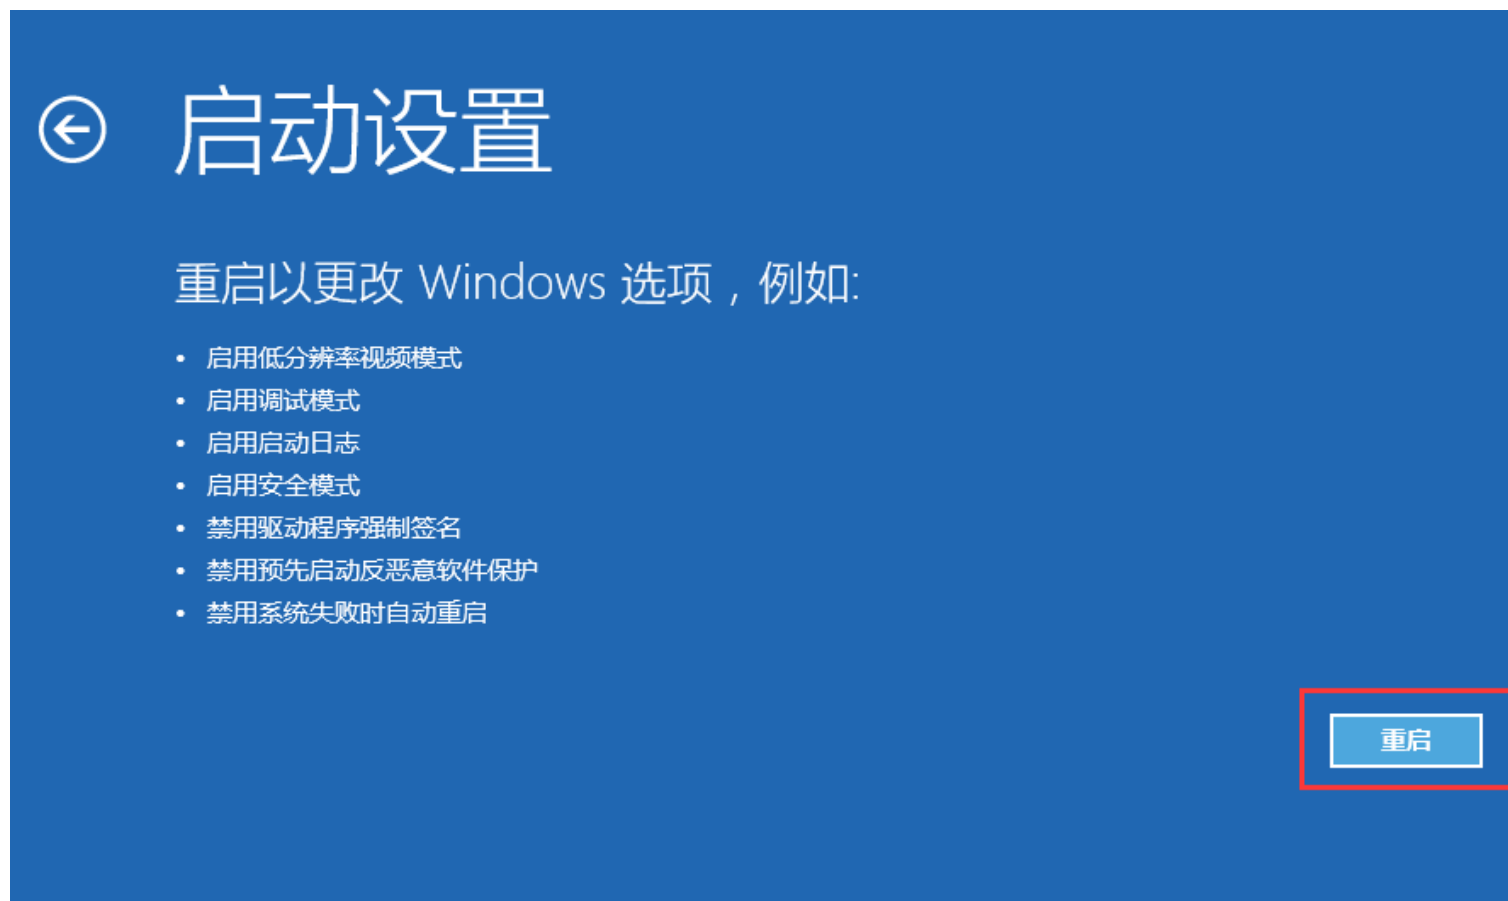 启动设置
重启以更改 Windows 选项，例如:
• 启用低分辨率视频模式
• 启用调试模式
• 启用启动日志
• 启用安全模式
• 禁用驱动程序强制签名
• 禁用预先启动反恶意软件保护
• 禁用系统失败时自动重启
重启